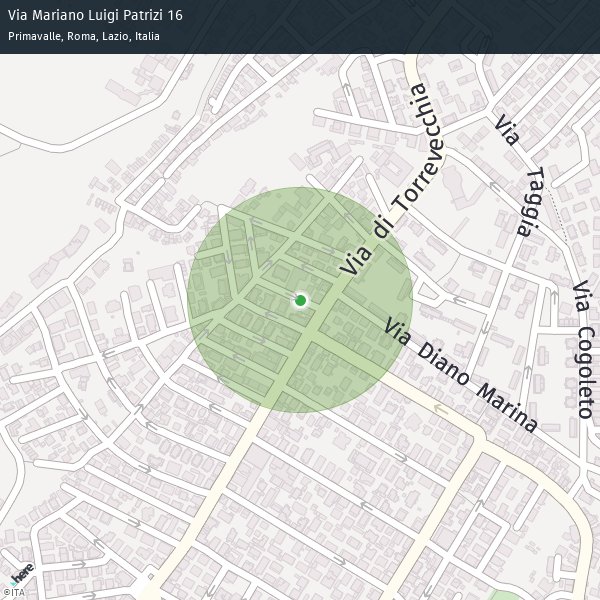 Via Mariano Luigi Patrizi 16
Primavalle, Roma, Lazio, Italia
Via di Torrevecchia
Via Taggia
Via Diano Marina
Via Cogoleto
here
©ITA